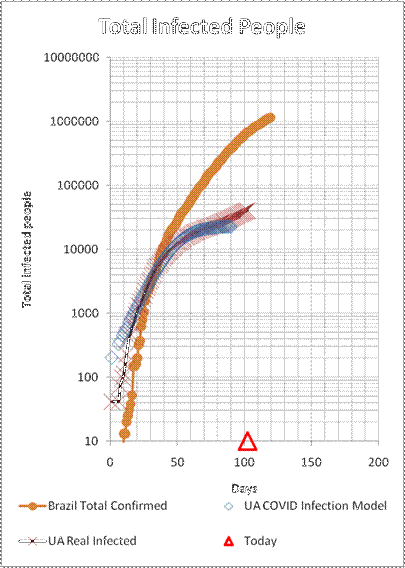 Total Infected People
10000000
1000000
100000
10000
1000
100
10
Total infected people
0 50 100 150 200
Days
Brazil Total Confirmed
UA COVID Infection Model
UA Real Infected
Today